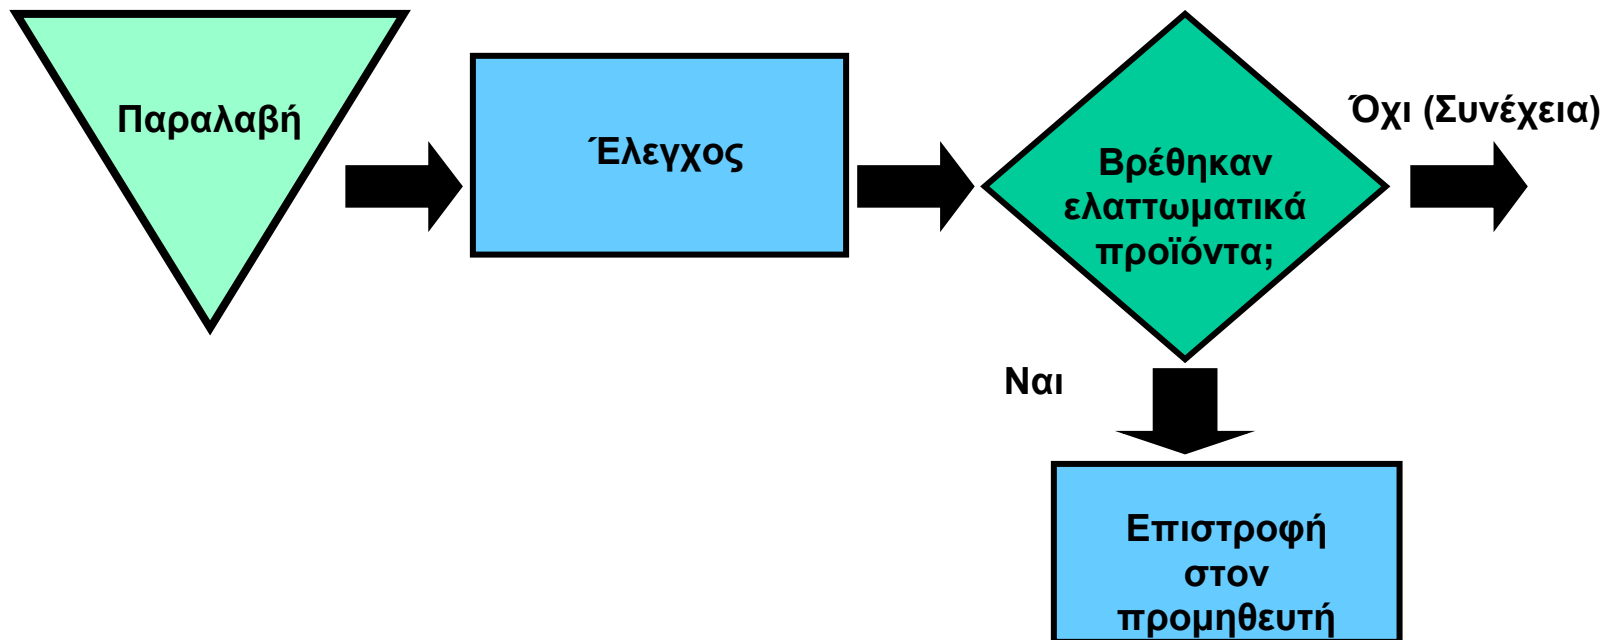 Παραλαβή
Έλεγχος
Βρέθηκαν
ελαττωματικά
προϊόντα;
Όχι (Συνέχεια)
Ναι
Επιστροφή
στον
προμηθευτή